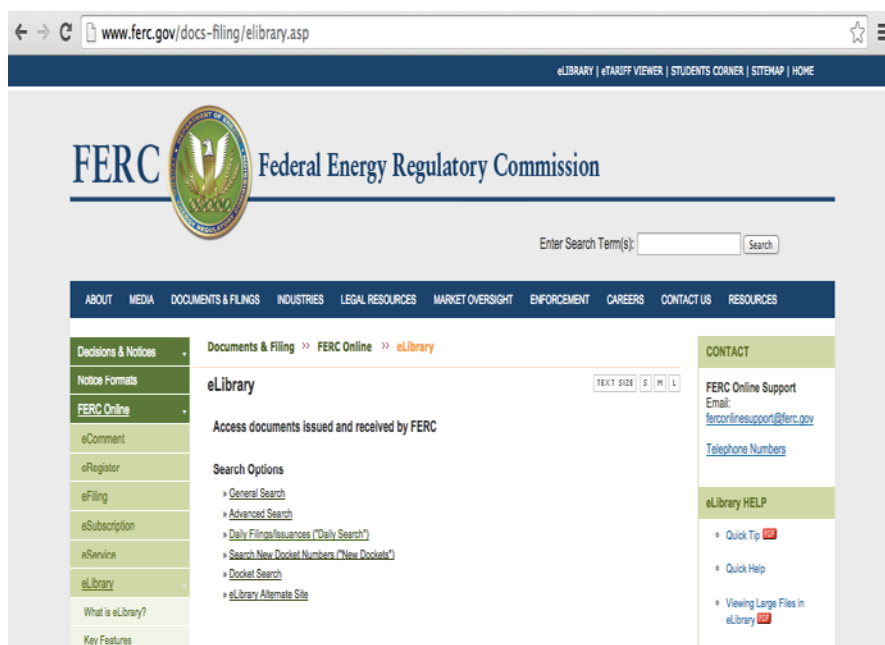 www.ferc.gov/docs-filing/elibrary.asp
eLIBRARY | eTARIFF VIEWER | STUDENTS CORNER | SITEMAP | HOME
FERC
Federal Energy Regulatory Commission
Enter Search Term(s):
Search
ABOUT MEDIA DOCUMENTS & FILINGS INDUSTRIES LEGAL RESOURCES MARKET OVERSIGHT ENFORCEMENT CAREERS CONTACT US RESOURCES
Decisions & Notices
Notice Formats
FERC Online
eComment
eRegister
eFiling
eSubscription
eService
eLibrary
What is eLibrary?
Key Features
Documents & Filing >> FERC Online >> eLibrary
eLibrary
TEXT SIZE S M L
Access documents issued and received by FERC
Search Options
» General Search
» Advanced Search
» Daily Filings/Issuances ("Daily Search")
» Search New Docket Numbers ("New Dockets")
» Docket Search
» eLibrary Alternate Site
CONTACT
FERC Online Support
Email:
ferconlinesupport@ferc.gov
Telephone Numbers
eLibrary HELP
Quick Tip PDF
Quick Help
Viewing Large Files in
eLibrary PDF